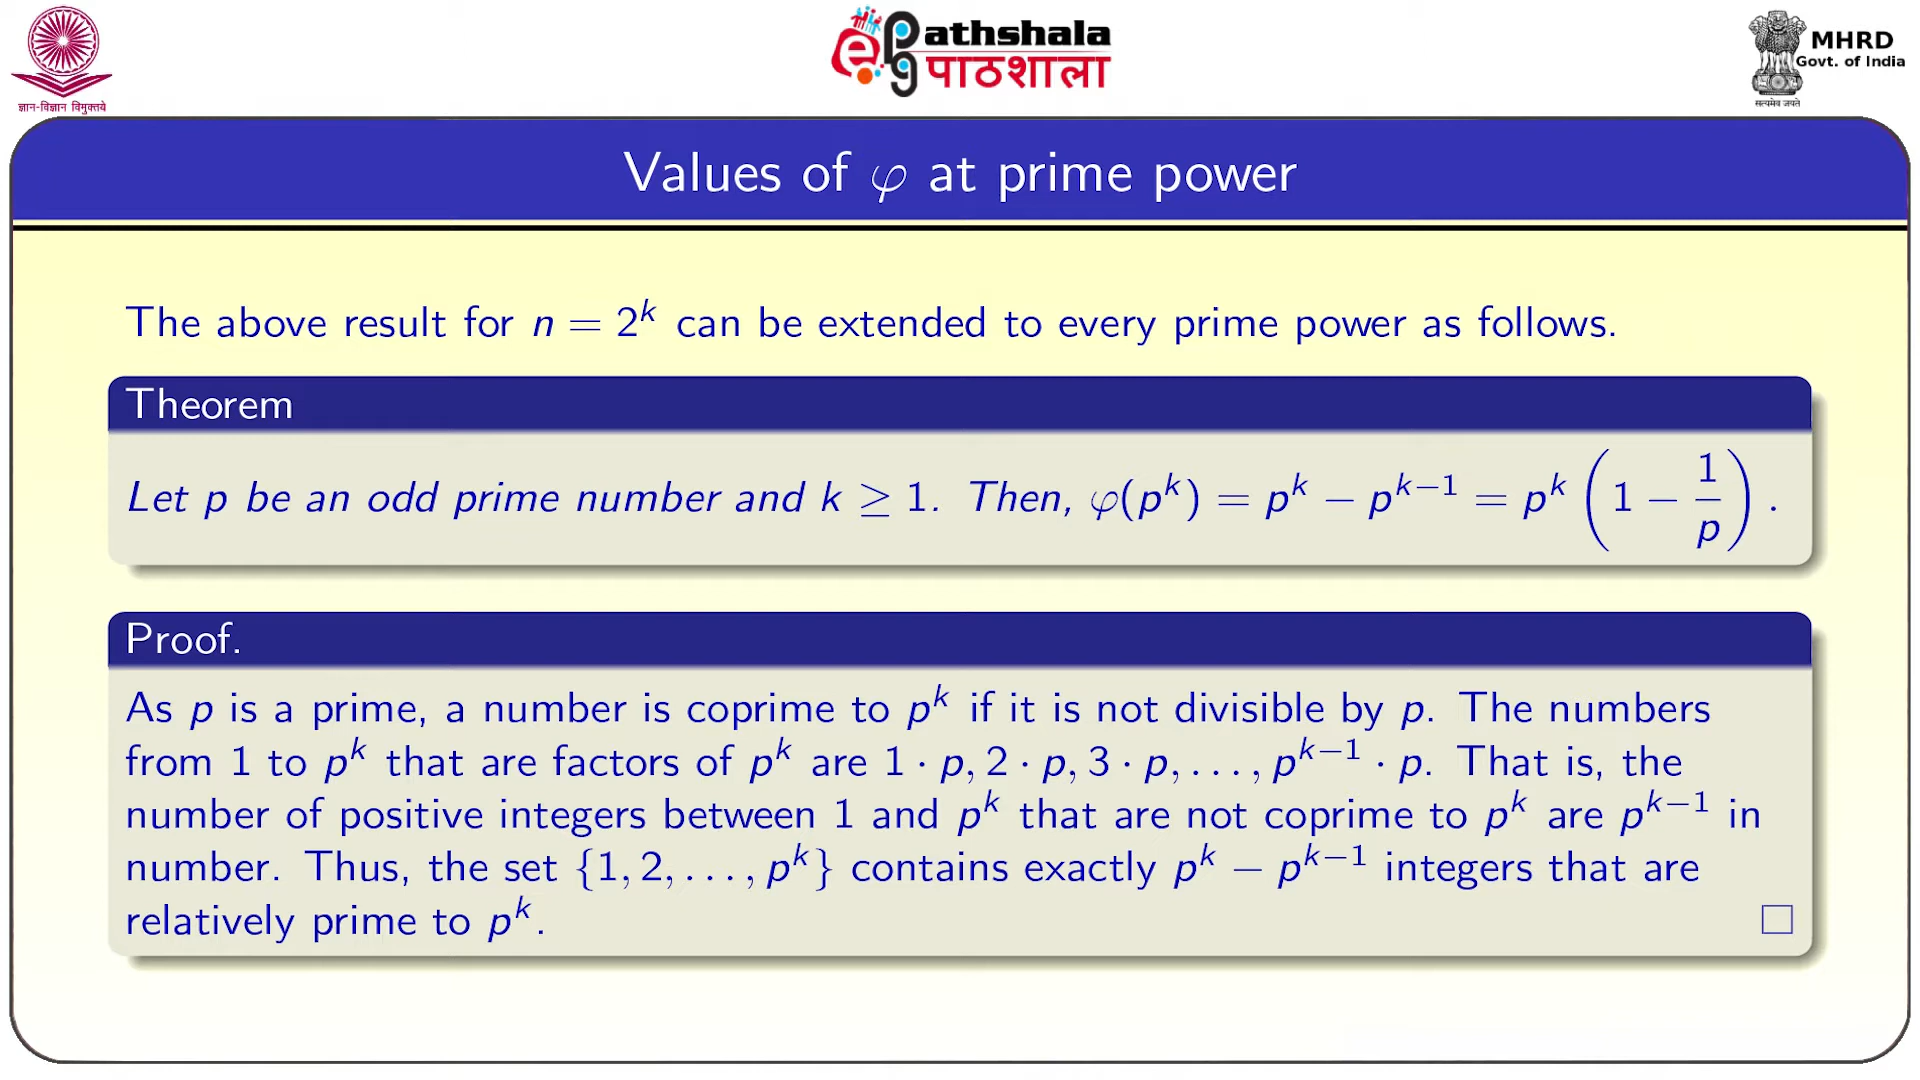 ज्ञान-विज्ञान विमुक्तये
ePathshala
पाठशाला
MHRD
Govt. of India
सत्यमेव जयते
Values of φ at prime power
The above result for n = 2^k can be extended to every prime power as follows.
Theorem
Let p be an odd prime number and k ≥ 1. Then, φ(p^k) = p^k − p^{k−1} = p^k (1 − 1/p).
Proof.
As p is a prime, a number is coprime to p^k if it is not divisible by p. The numbers
from 1 to p^k that are factors of p^k are 1 · p, 2 · p, 3 · p, . . . , p^{k−1} · p. That is, the
number of positive integers between 1 and p^k that are not coprime to p^k are p^{k−1} in
number. Thus, the set {1, 2, . . . , p^k} contains exactly p^k − p^{k−1} integers that are
relatively prime to p^k. □